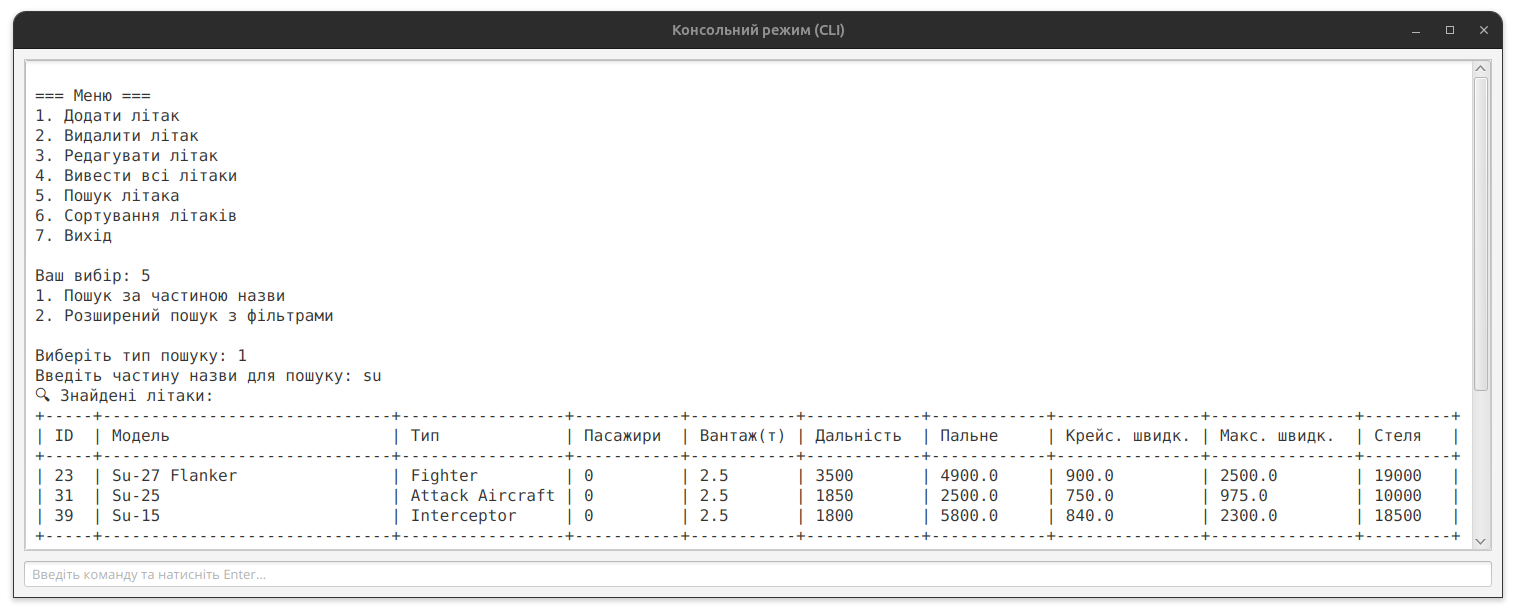 Консольний режим (CLI)
=== Меню ===
1. Додати літак
2. Видалити літак
3. Редагувати літак
4. Вивести всі літаки
5. Пошук літака
6. Сортування літаків
7. Вихід
Ваш вибір: 5
1. Пошук за частиною назви
2. Розширений пошук з фільтрами
Виберіть тип пошуку: 1
Введіть частину назви для пошуку: su
🔍 Знайдені літаки:
+-----+------------------------------+-----------------+-----------+-----------+------------+------------+---------------+---------------+---------+
| ID  | Модель                       | Тип             | Пасажири  | Вантаж(т) | Дальність  | Пальне     | Крейс. швидк. | Макс. швидк.  | Стеля   |
+-----+------------------------------+-----------------+-----------+-----------+------------+------------+---------------+---------------+---------+
| 23  | Su-27 Flanker                | Fighter         | 0         | 2.5       | 3500       | 4900.0     | 900.0         | 2500.0        | 19000   |
| 31  | Su-25                        | Attack Aircraft | 0         | 2.5       | 1850       | 2500.0     | 750.0         | 975.0         | 10000   |
| 39  | Su-15                        | Interceptor     | 0         | 2.5       | 1800       | 5800.0     | 840.0         | 2300.0        | 18500   |
+-----+------------------------------+-----------------+-----------+-----------+------------+------------+---------------+---------------+---------+
Введіть команду та натисніть Enter...